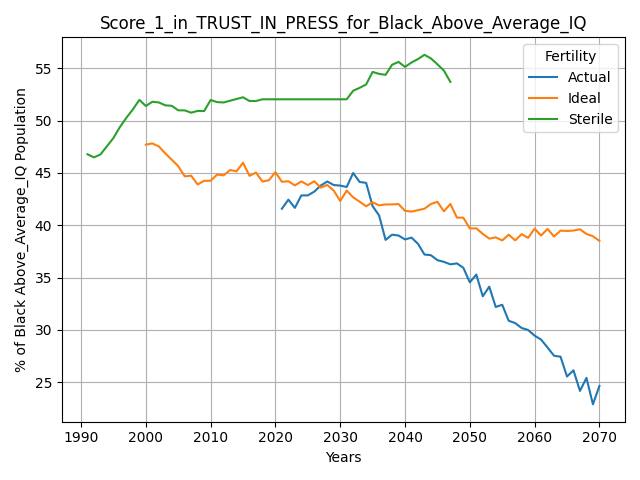 Score_1_in_TRUST_IN_PRESS_for_Black_Above_Average_IQ
Fertility
Actual
Ideal
Sterile
% of Black Above_Average_IQ Population
55
50
45
40
35
30
25
1990 2000 2010 2020 2030 2040 2050 2060 2070
Years